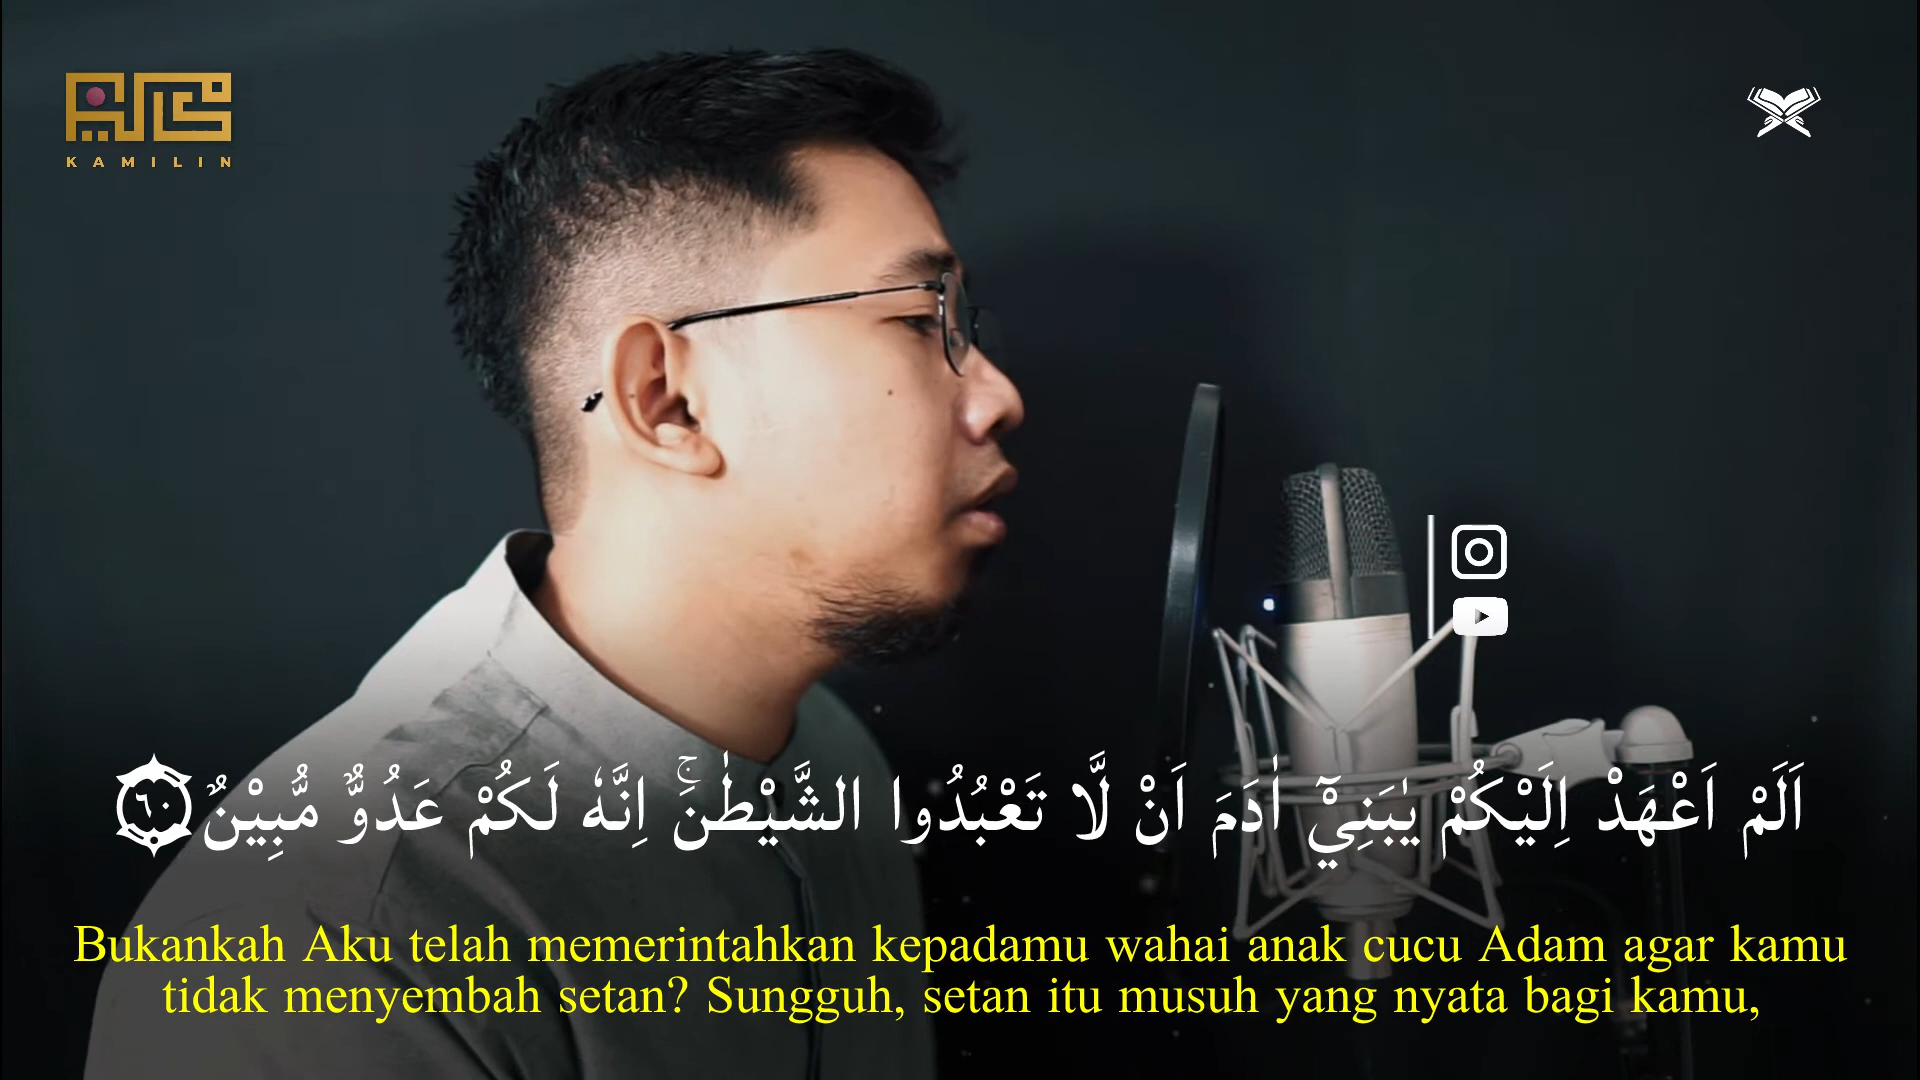 KAMILIN
اَلَمْ اَعْهَدْ اِلَيْكُمْ يٰبَنِيْٓ اٰدَمَ اَنْ لَّا تَعْبُدُوا الشَّيْطٰنَۚ اِنَّهٗ لَكُمْ عَدُوٌّ مُّبِيْنٌ ٦٠
Bukankah Aku telah memerintahkan kepadamu wahai anak cucu Adam agar kamu
tidak menyembah setan? Sungguh, setan itu musuh yang nyata bagi kamu,